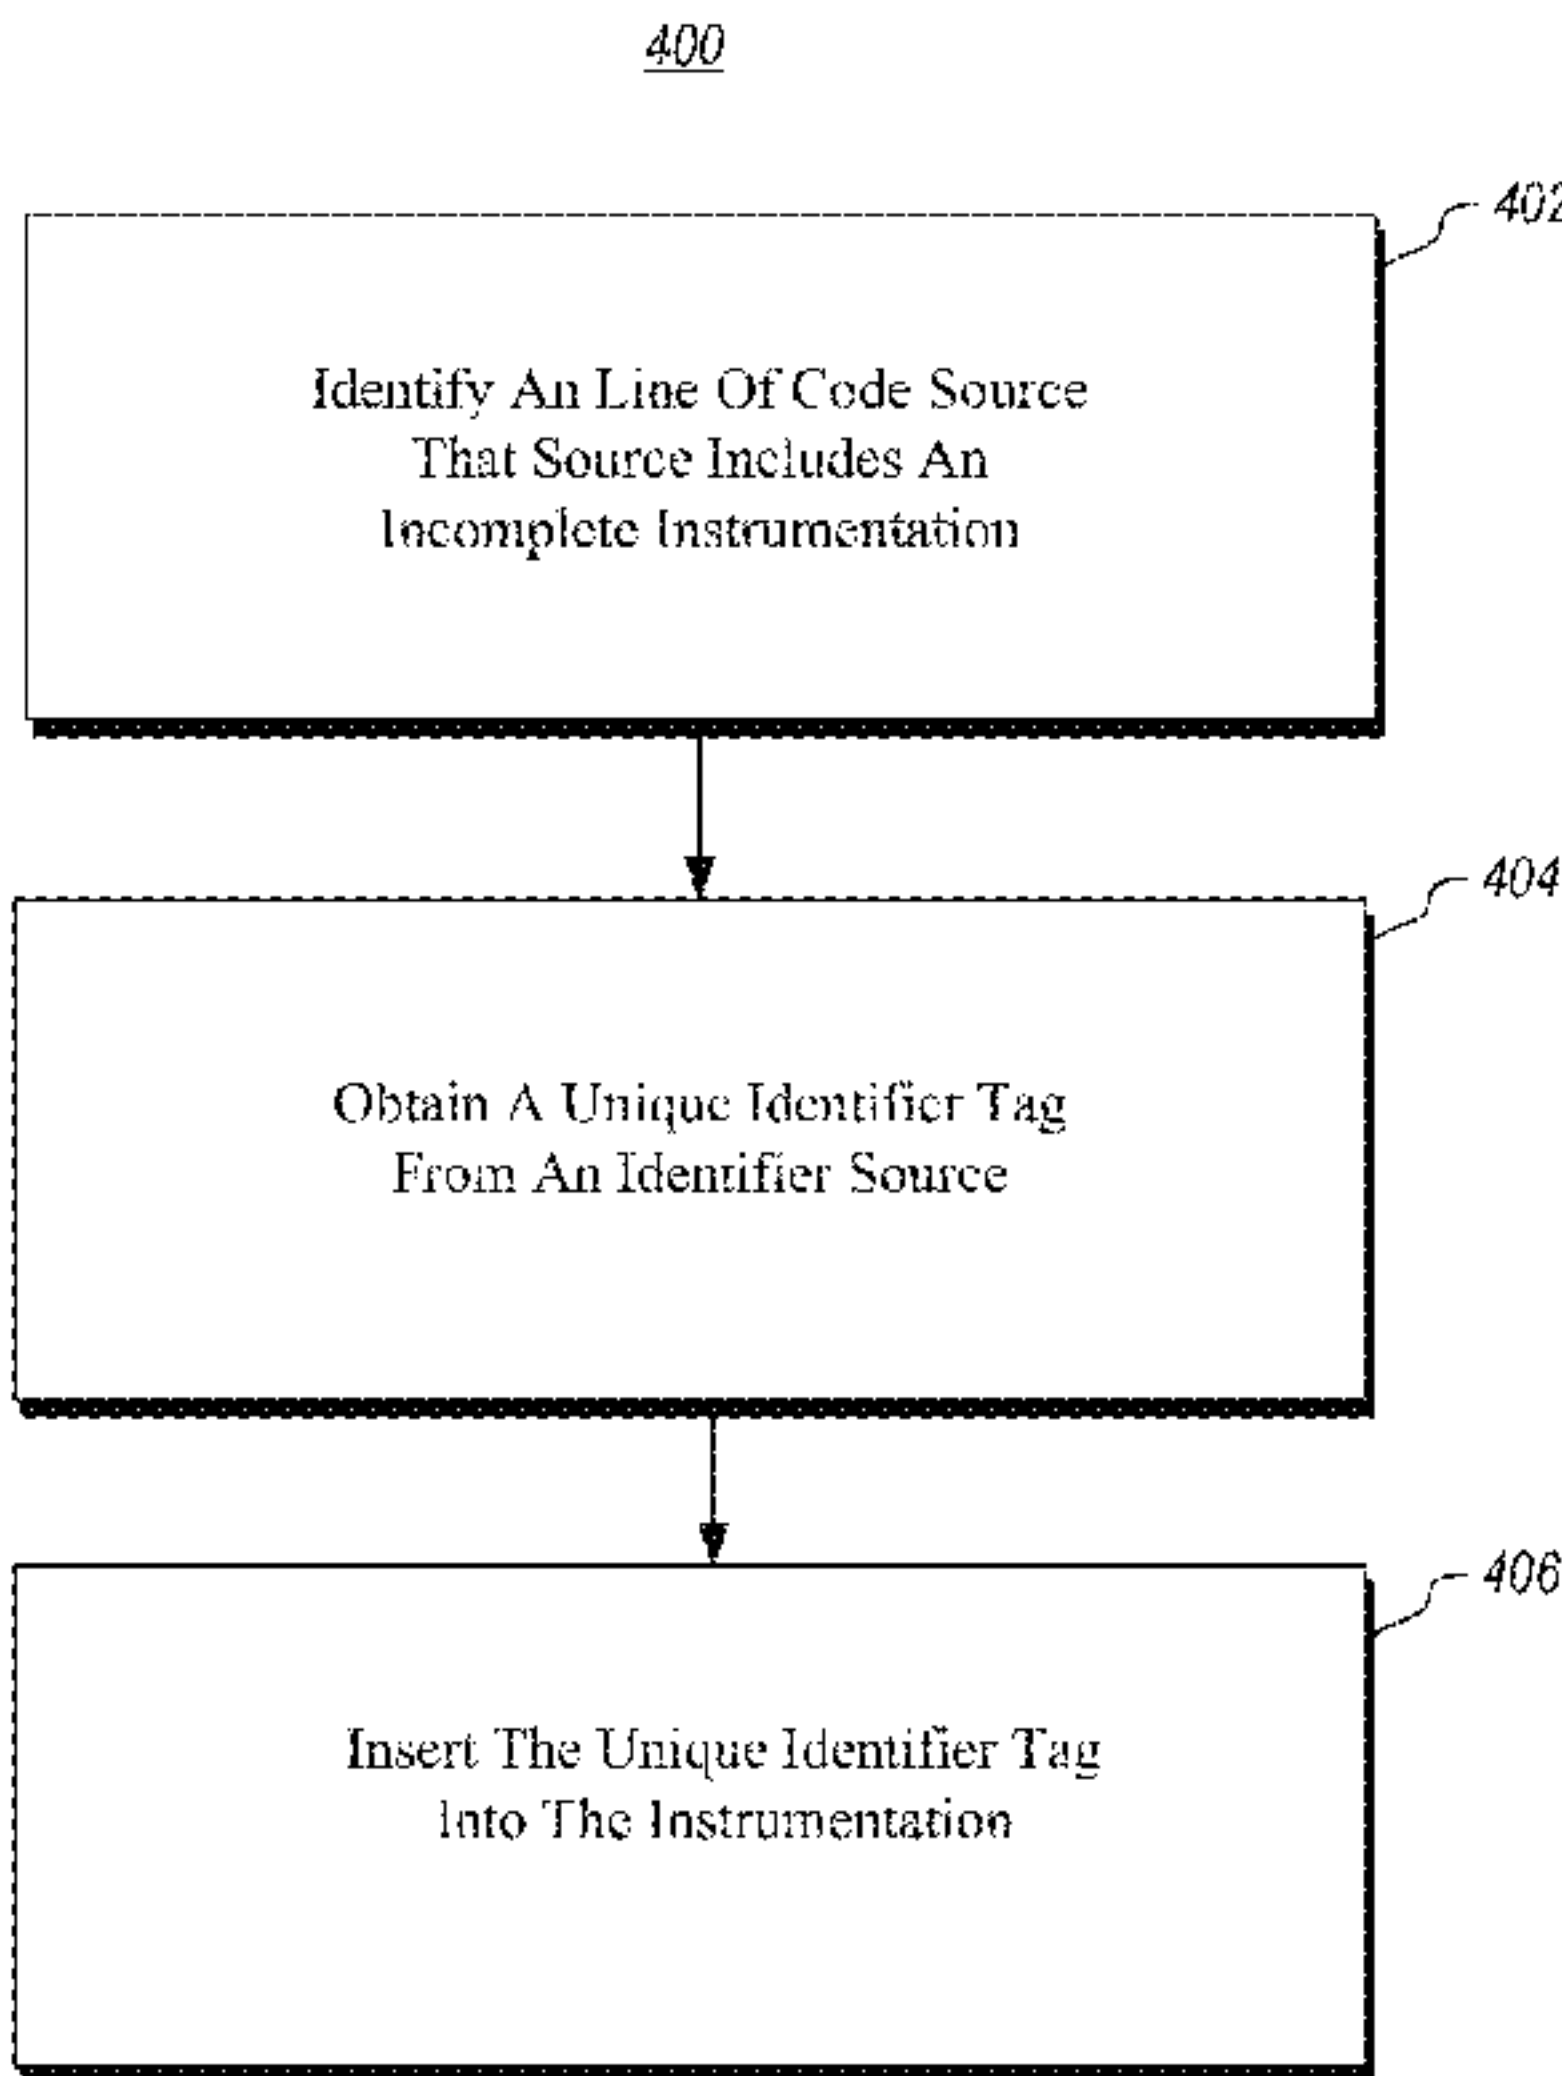 400
402
Identify An Line Of Code Source
That Source Includes An
Incomplete Instrumentation
404
Obtain A Unique Identifier Tag
From An Identifier Source
406
Insert The Unique Identifier Tag
Into The Instrumentation